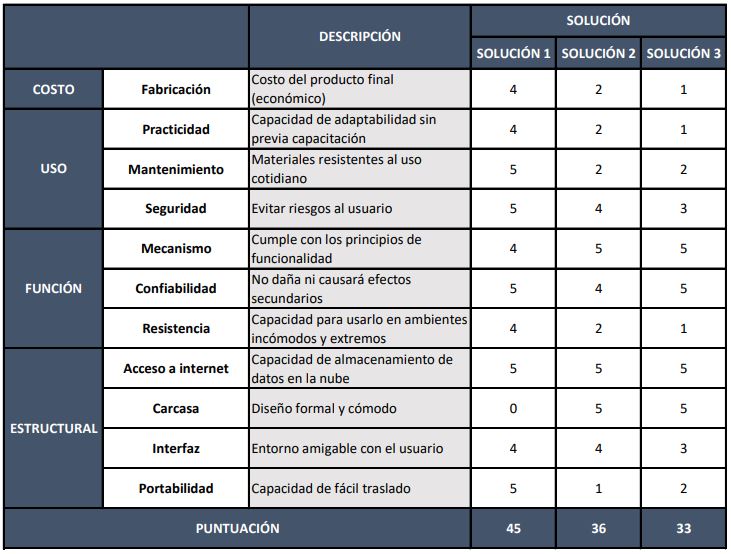 DESCRIPCIÓN
SOLUCIÓN
SOLUCIÓN 1 SOLUCIÓN 2 SOLUCIÓN 3
COSTO
Fabricación
Costo del producto final
(económico)
4 2 1
USO
Practicidad
Capacidad de adaptabilidad sin
previa capacitación
4 2 1
Mantenimiento
Materiales resistentes al uso
cotidiano
5 2 2
Seguridad
Evitar riesgos al usuario
5 4 3
FUNCIÓN
Mecanismo
Cumple con los principios de
funcionalidad
4 5 5
Confiabilidad
No daña ni causará efectos
secundarios
5 4 5
Resistencia
Capacidad para usarlo en ambientes
incómodos y extremos
4 2 1
ESTRUCTURAL
Acceso a internet
Capacidad de almacenamiento de
datos en la nube
5 5 5
Carcasa
Diseño formal y cómodo
0 5 5
Interfaz
Entorno amigable con el usuario
4 4 3
Portabilidad
Capacidad de fácil traslado
5 1 2
PUNTUACIÓN
45 36 33